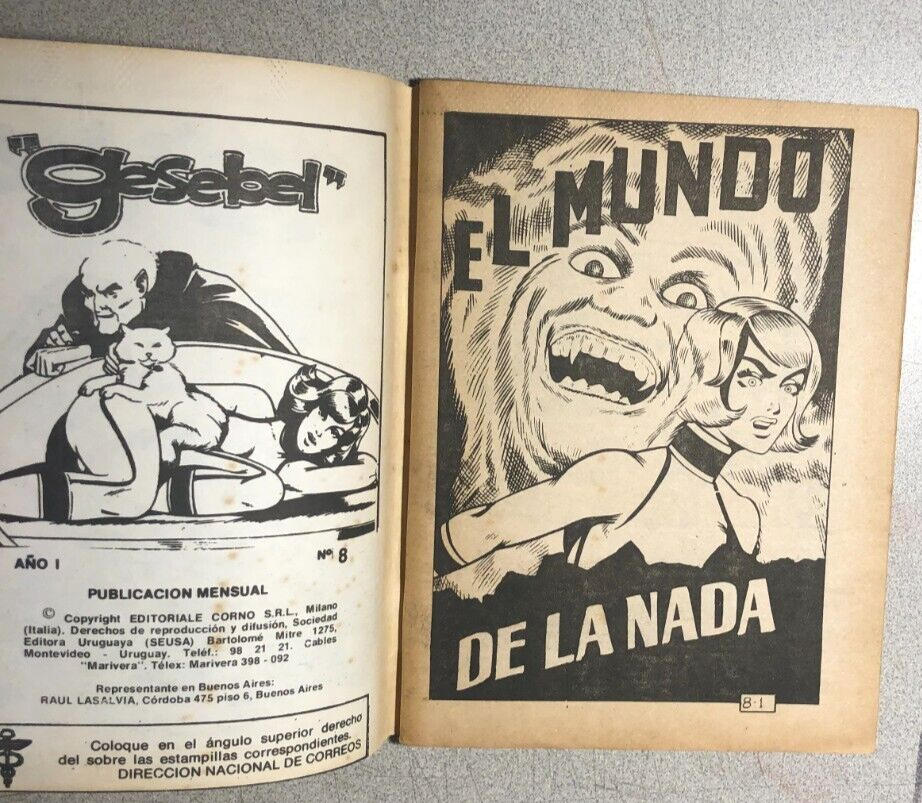 "gesebel"
AÑO I
Nº 8
PUBLICACION MENSUAL
© Copyright EDITORIALE CORNO S.R.L., Milano
(Italia). Derechos de reproducción y difusión, Sociedad
Editora Uruguaya (SEUSA) Bartolomé Mitre 1275,
Montevideo - Uruguay. Teléf.: 98 21 21. Cables
"Marivera". Télex: Marivera 398 - 092
Representante en Buenos Aires:
RAUL LASALVIA, Córdoba 475 piso 6, Buenos Aires
Coloque en el ángulo superior derecho
del sobre las estampillas correspondientes.
DIRECCION NACIONAL DE CORREOS
EL MUNDO
DE LA NADA
8-1